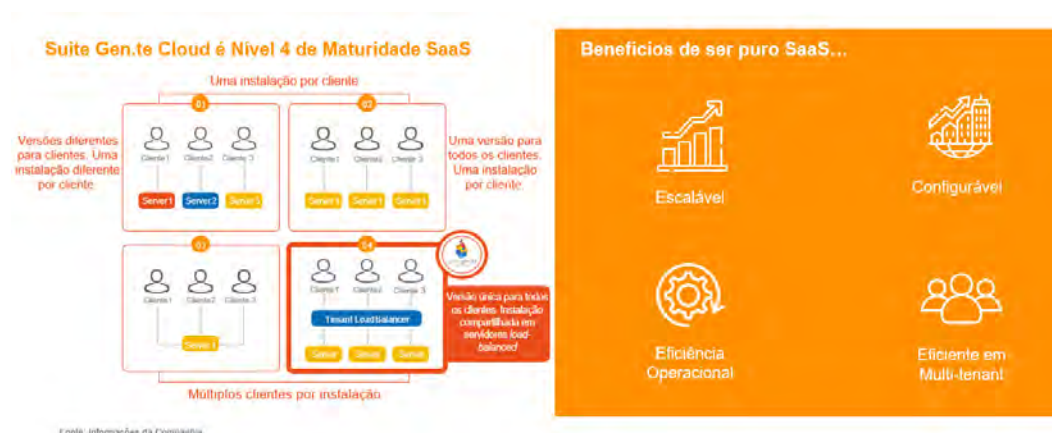 Suite Gen.te Cloud é Nível 4 de Maturidade SaaS
Uma instalação por cliente
01
02
Versões diferentes
para clientes. Uma
instalação diferente
por cliente
Cliente 1 Cliente 2 Cliente 3
Server 1 Server 2 Server 3
Cliente 1 Cliente 2 Cliente 3
Server 1 Server 1 Server 1
Uma versão para
todos os clientes.
Uma instalação
por cliente
03
04
Cliente 1 Cliente 2 Cliente 3
Server 1
Cliente 1 Cliente 2 Cliente 3
Tenant Loadbalancer
Server Server Server
Versão única para todos
os clientes. Instalação
compartilhada em
servidores load-
balanced
Múltiplos clientes por instalação
Fonte: Informações da Companhia
Benefícios de ser puro SaaS...
Escalável
Configurável
Eficiência
Operacional
Eficiente em
Multi-tenant